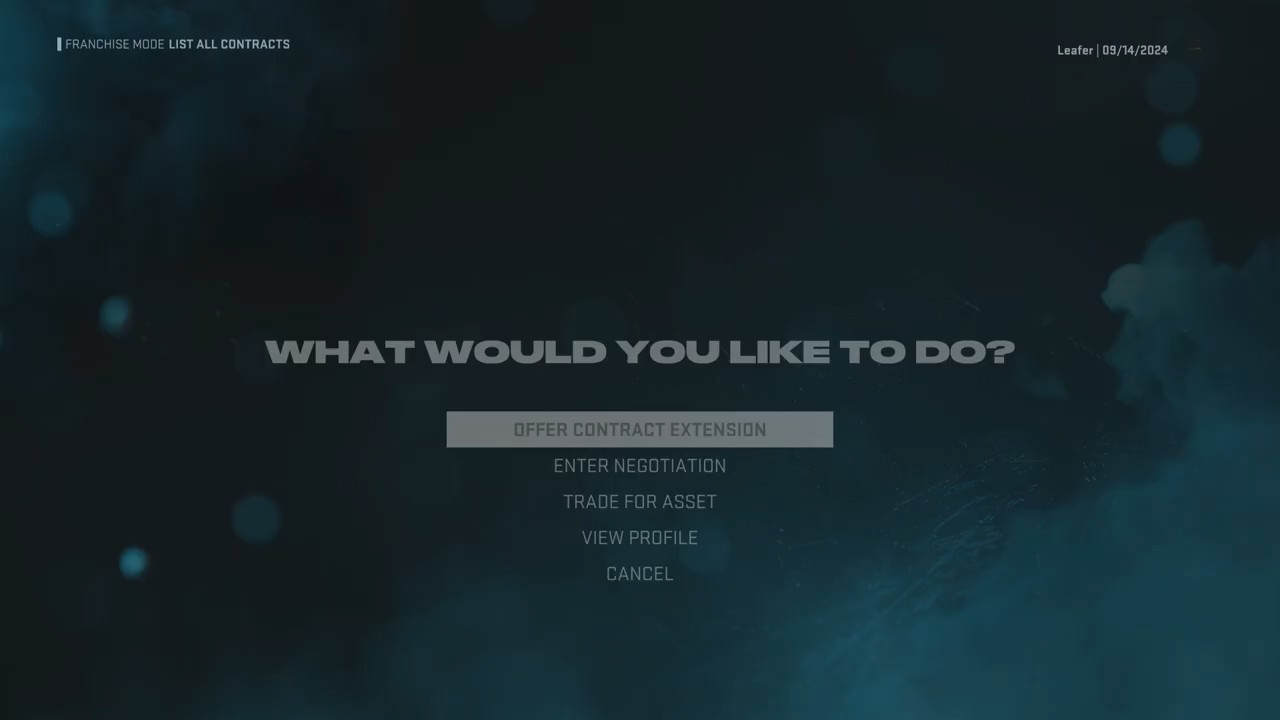 FRANCHISE MODE LIST ALL CONTRACTS
Leafer | 09/14/2024
WHAT WOULD YOU LIKE TO DO?
OFFER CONTRACT EXTENSION
ENTER NEGOTIATION
TRADE FOR ASSET
VIEW PROFILE
CANCEL